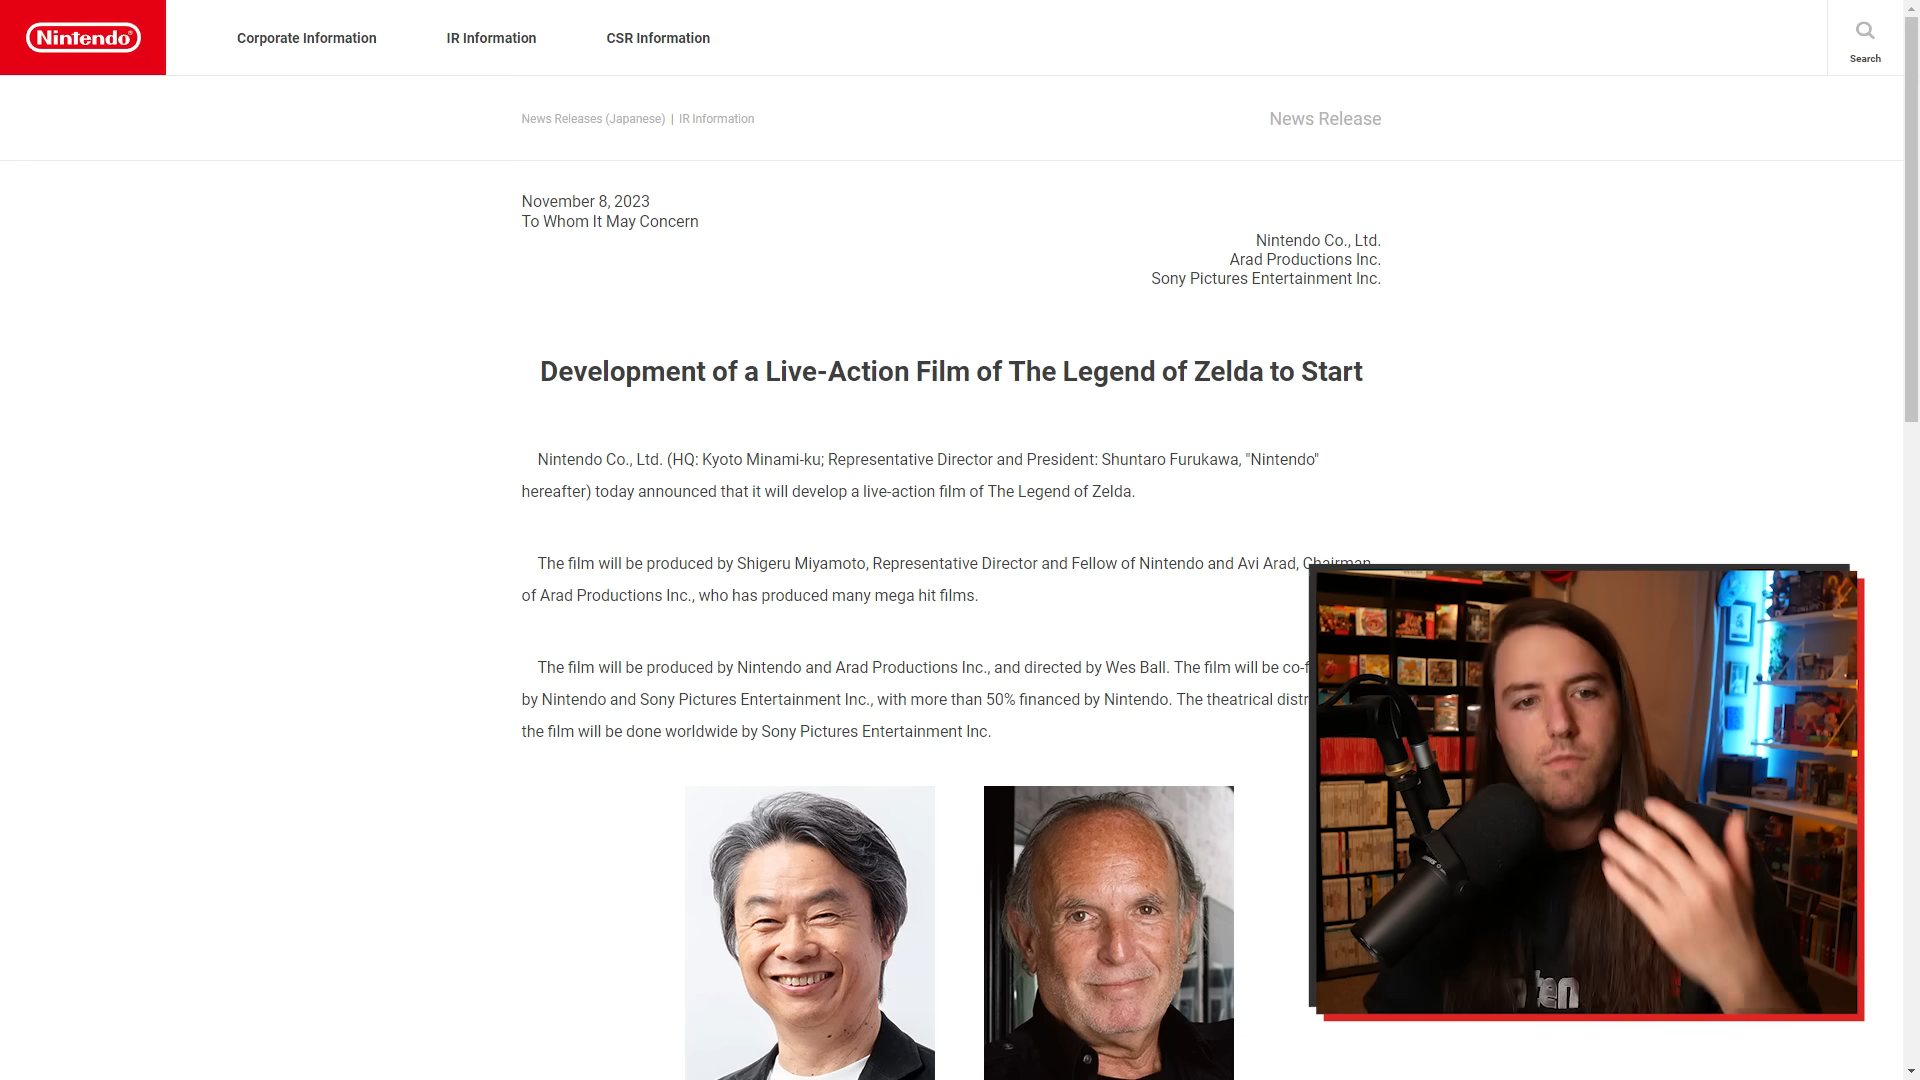 Nintendo
Corporate Information
IR Information
CSR Information
Search
News Releases (Japanese) | IR Information
News Release
November 8, 2023
To Whom It May Concern
Nintendo Co., Ltd.
Arad Productions Inc.
Sony Pictures Entertainment Inc.
Development of a Live-Action Film of The Legend of Zelda to Start
Nintendo Co., Ltd. (HQ: Kyoto Minami-ku; Representative Director and President: Shuntaro Furukawa, "Nintendo"
hereafter) today announced that it will develop a live-action film of The Legend of Zelda.
The film will be produced by Shigeru Miyamoto, Representative Director and Fellow of Nintendo and Avi Arad, Chairman
of Arad Productions Inc., who has produced many mega hit films.
The film will be produced by Nintendo and Arad Productions Inc., and directed by Wes Ball. The film will be co-f
by Nintendo and Sony Pictures Entertainment Inc., with more than 50% financed by Nintendo. The theatrical distr
the film will be done worldwide by Sony Pictures Entertainment Inc.